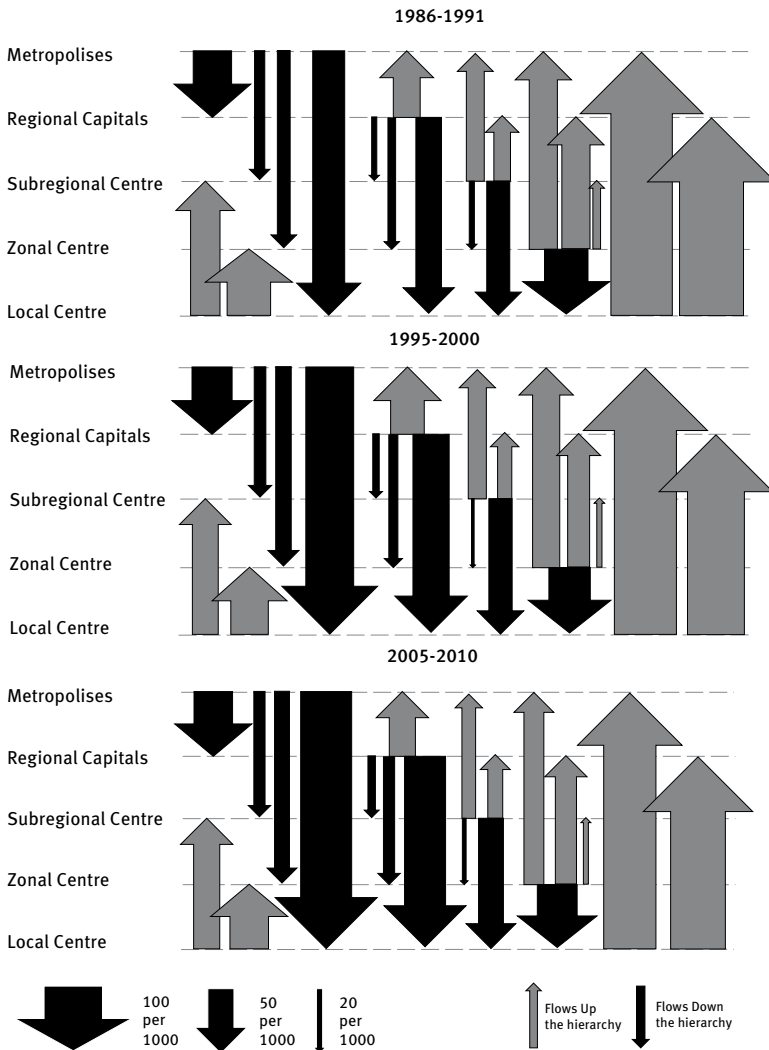 1986-1991
Metropolises
Regional Capitals
Subregional Centre
Zonal Centre
Local Centre
1995-2000
Metropolises
Regional Capitals
Subregional Centre
Zonal Centre
Local Centre
2005-2010
Metropolises
Regional Capitals
Subregional Centre
Zonal Centre
Local Centre
100
per
1000
50
per
1000
20
per
1000
Flows Up
the hierarchy
Flows Down
the hierarchy